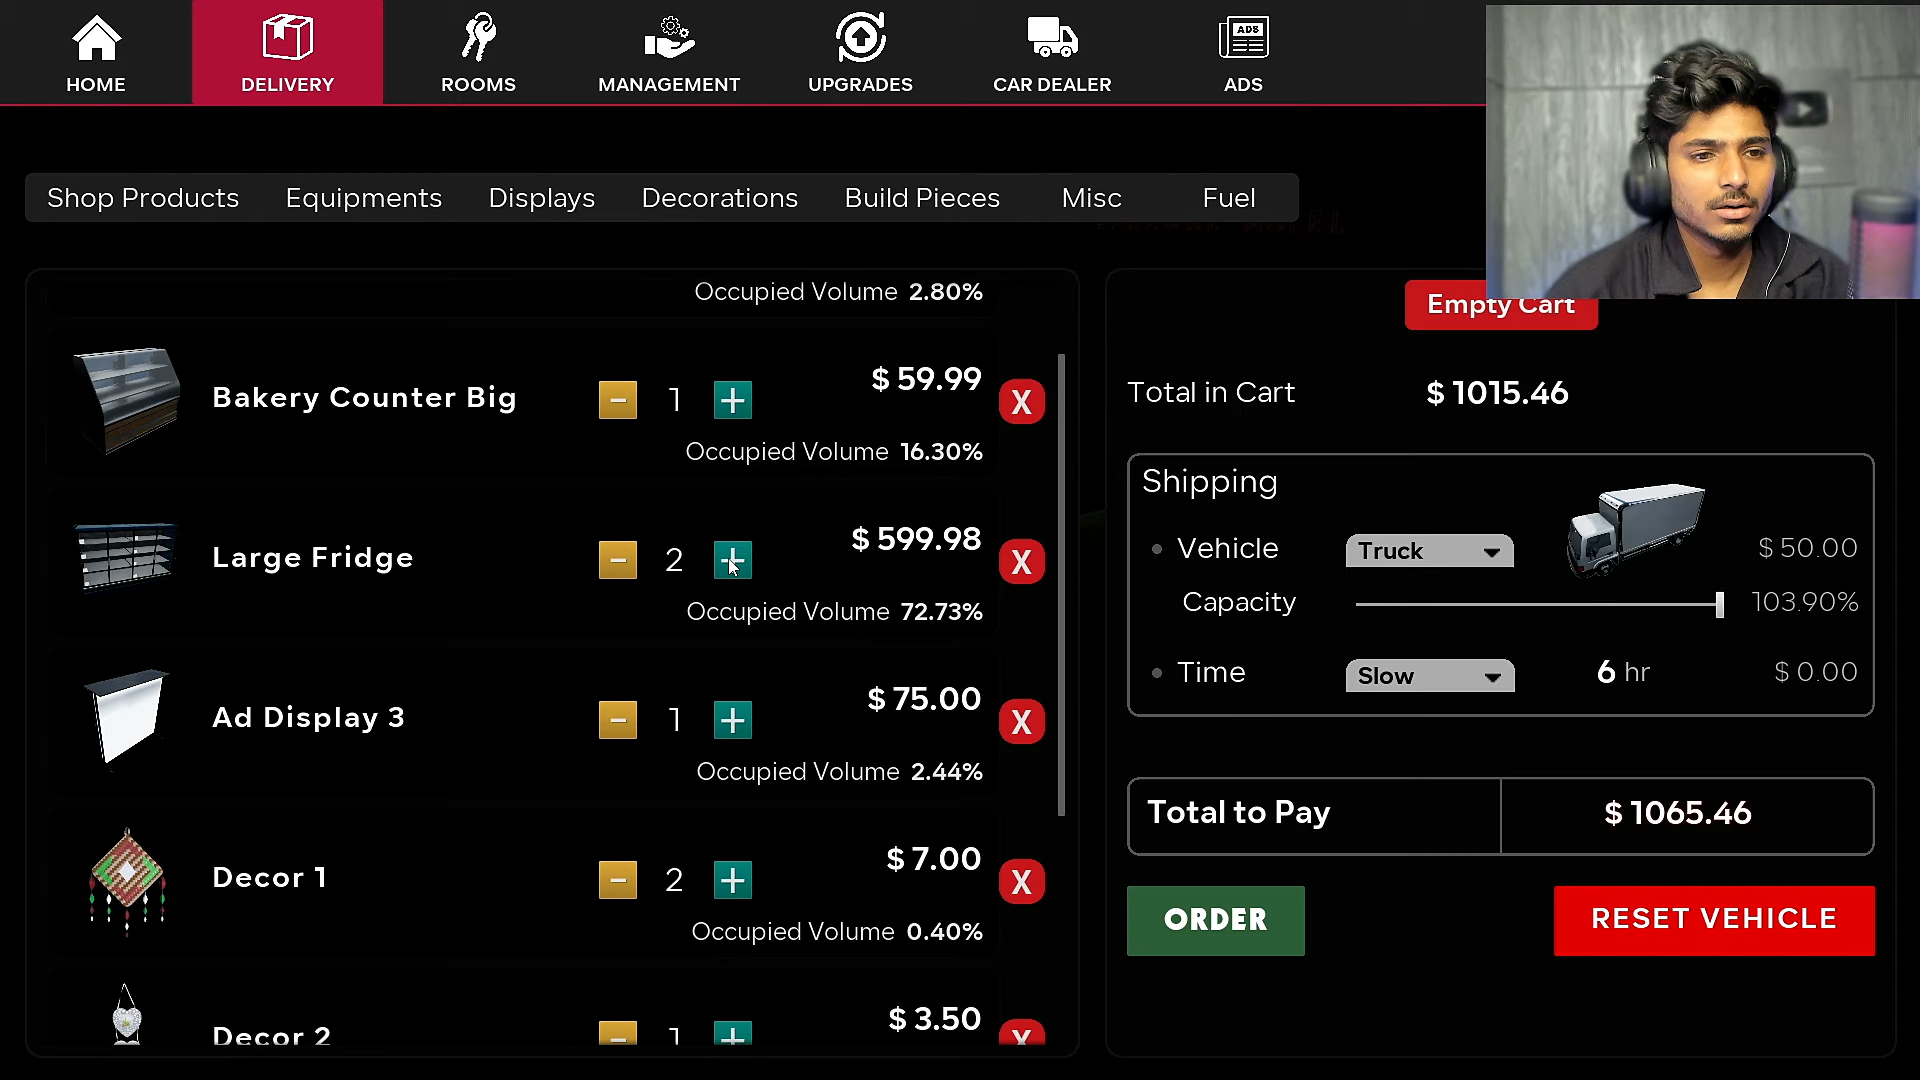 HOME
DELIVERY
ROOMS
MANAGEMENT
UPGRADES
CAR DEALER
ADS
ADS
Shop Products
Equipments
Displays
Decorations
Build Pieces
Misc
Fuel
Occupied Volume 2.80%
Bakery Counter Big
- 1 +
$ 59.99
X
Occupied Volume 16.30%
Large Fridge
- 2 +
$ 599.98
X
Occupied Volume 72.73%
Ad Display 3
- 1 +
$ 75.00
X
Occupied Volume 2.44%
Decor 1
- 2 +
$ 7.00
X
Occupied Volume 0.40%
Decor 2
- 1 +
$ 3.50
X
Empty Cart
Total in Cart $ 1015.46
Shipping
Vehicle Truck $ 50.00
Capacity 103.90%
Time Slow 6 hr $ 0.00
Total to Pay $ 1065.46
ORDER
RESET VEHICLE